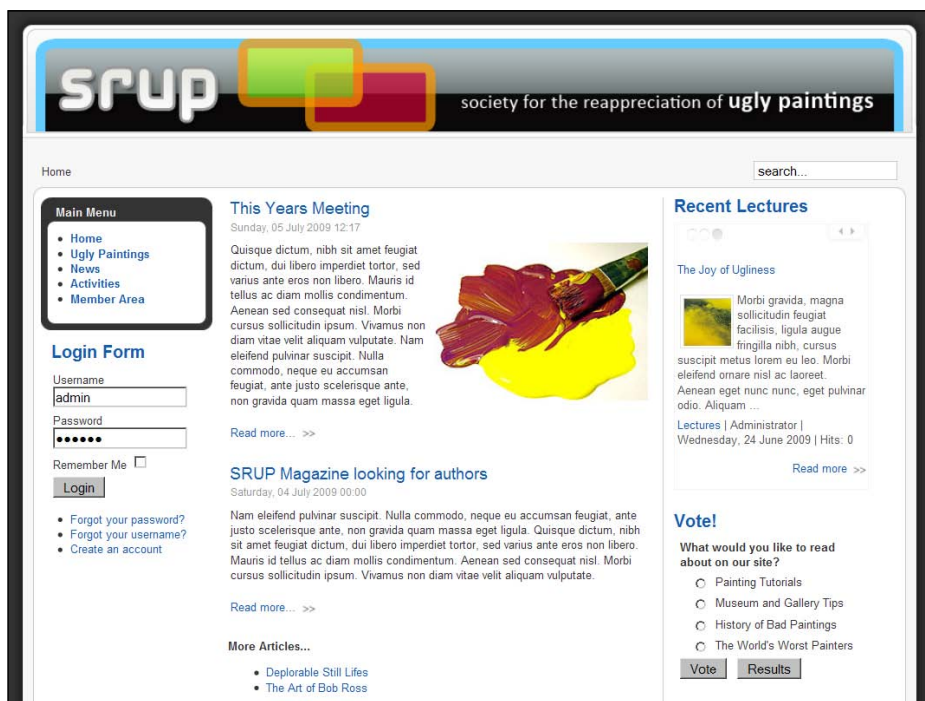 srup
society for the reappreciation of ugly paintings
Home
search...
Main Menu
Home
Ugly Paintings
News
Activities
Member Area
Login Form
Username
admin
Password
••••••
Remember Me
Login
Forgot your password?
Forgot your username?
Create an account
This Years Meeting
Sunday, 05 July 2009 12:17
Quisque dictum, nibh sit amet feugiat
dictum, dui libero imperdiet tortor, sed
varius ante eros non libero. Mauris id
tellus ac diam mollis condimentum.
Aenean sed consequat nisl. Morbi
cursus sollicitudin ipsum. Vivamus non
diam vitae velit aliquam vulputate. Nam
eleifend pulvinar suscipit. Nulla
commodo, neque eu accumsan
feugiat, ante justo scelerisque ante,
non gravida quam massa eget ligula.
Read more... >>
SRUP Magazine looking for authors
Saturday, 04 July 2009 00:00
Nam eleifend pulvinar suscipit. Nulla commodo, neque eu accumsan feugiat, ante
justo scelerisque ante, non gravida quam massa eget ligula. Quisque dictum, nibh
sit amet feugiat dictum, dui libero imperdiet tortor, sed varius ante eros non libero.
Mauris id tellus ac diam mollis condimentum. Aenean sed consequat nisl. Morbi
cursus sollicitudin ipsum. Vivamus non diam vitae velit aliquam vulputate.
Read more... >>
More Articles...
Deplorable Still Lifes
The Art of Bob Ross
Recent Lectures
The Joy of Ugliness
Morbi gravida, magna
sollicitudin feugiat
facilisis, ligula augue
fringilla nibh, cursus
suscipit metus lorem eu leo. Morbi
eleifend ornare nisl ac laoreet.
Aenean eget nunc nunc, eget pulvinar
odio. Aliquam ...
Lectures | Administrator |
Wednesday, 24 June 2009 | Hits: 0
Read more >>
Vote!
What would you like to read
about on our site?
Painting Tutorials
Museum and Gallery Tips
History of Bad Paintings
The World's Worst Painters
Vote Results